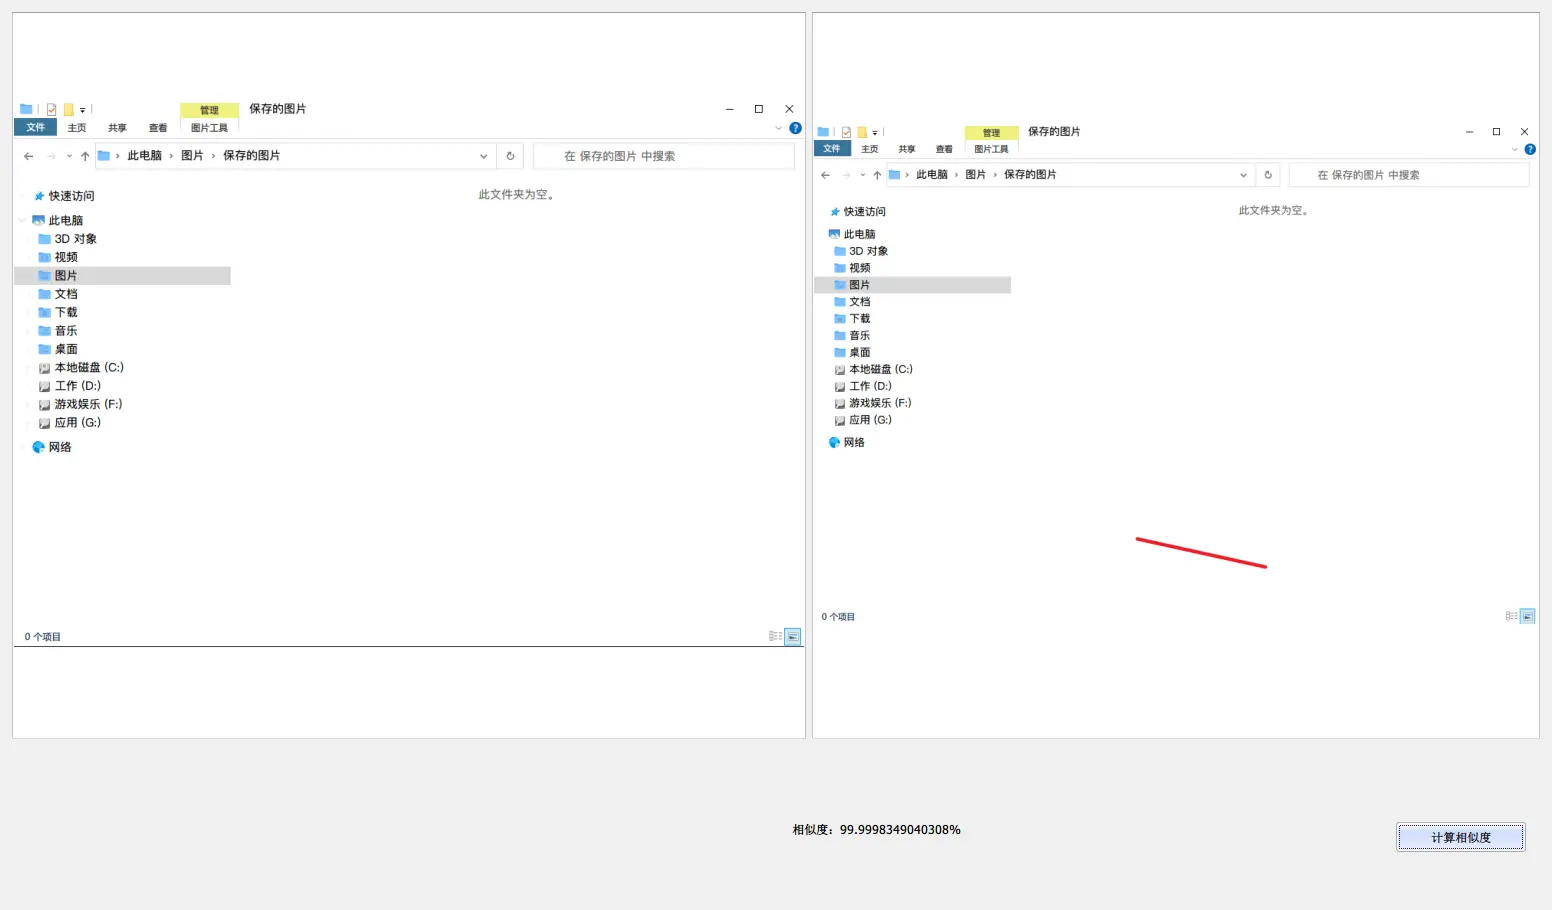 管理 保存的图片
文件 主页 共享 查看 图片工具
此电脑 › 图片 › 保存的图片 在 保存的图片 中搜索
快速访问 此文件夹为空。
此电脑
3D 对象
视频
图片
文档
下载
音乐
桌面
本地磁盘 (C:)
工作 (D:)
游戏娱乐 (F:)
应用 (G:)
网络
0 个项目
管理 保存的图片
文件 主页 共享 查看 图片工具
此电脑 › 图片 › 保存的图片 在 保存的图片 中搜索
快速访问 此文件夹为空。
此电脑
3D 对象
视频
图片
文档
下载
音乐
桌面
本地磁盘 (C:)
工作 (D:)
游戏娱乐 (F:)
应用 (G:)
网络
0 个项目
相似度：99.9998349040308%
计算相似度